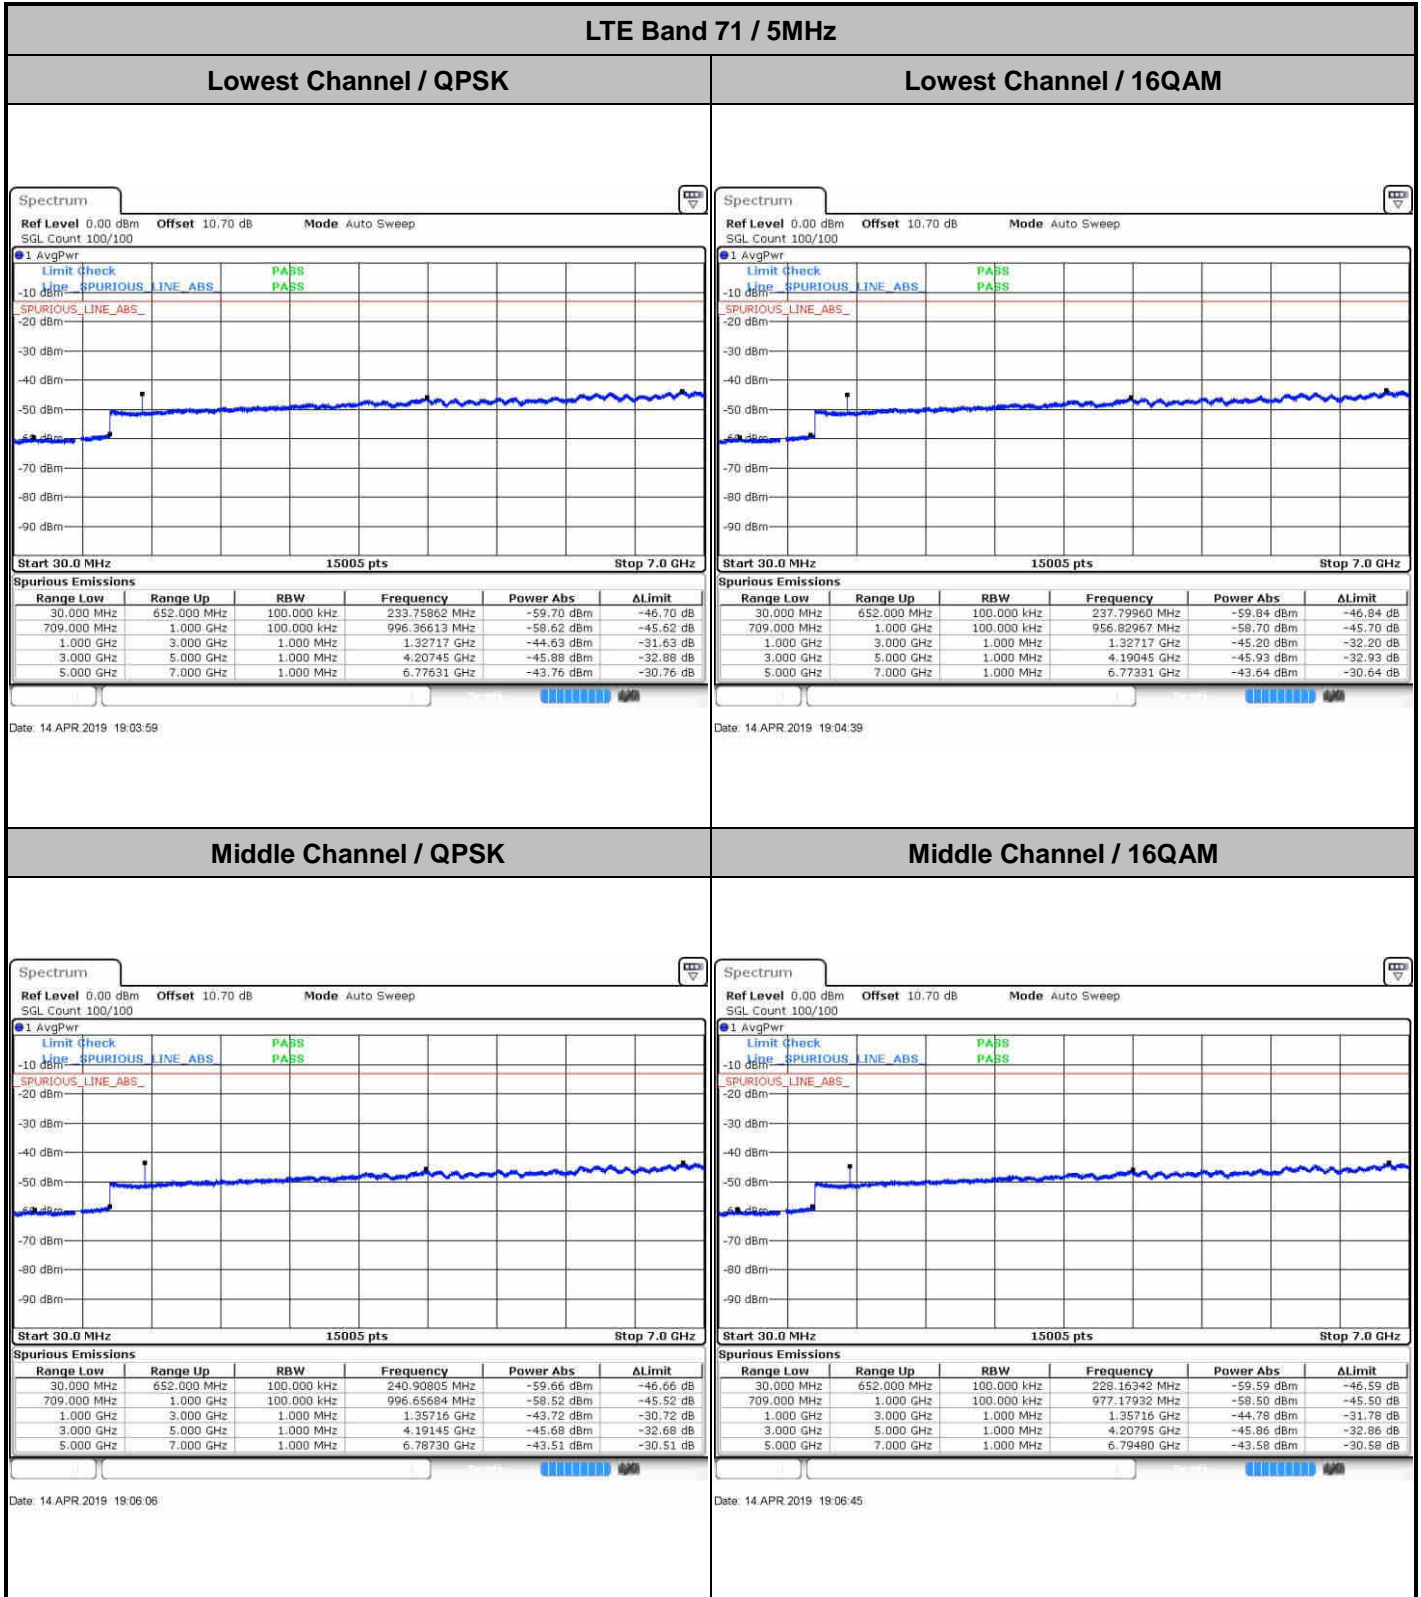 LTE Band 71 / 5MHz
Lowest Channel / QPSK
Lowest Channel / 16QAM
Spectrum
Ref Level 0.00 dBm Offset 10.70 dB Mode Auto Sweep
SGL Count 100/100
1 AvgPwr
Limit Check PASS
Line _SPURIOUS_LINE_ABS_ PASS
-10 dBm
_SPURIOUS_LINE_ABS_
-20 dBm
-30 dBm
-40 dBm
-50 dBm
-60 dBm
-70 dBm
-80 dBm
-90 dBm
Start 30.0 MHz 15005 pts Stop 7.0 GHz
Spurious Emissions
Range Low Range Up RBW Frequency Power Abs ΔLimit
30.000 MHz 652.000 MHz 100.000 kHz 233.75862 MHz -59.70 dBm -46.70 dB
709.000 MHz 1.000 GHz 100.000 kHz 996.36613 MHz -58.62 dBm -45.62 dB
1.000 GHz 3.000 GHz 1.000 MHz 1.32717 GHz -44.63 dBm -31.63 dB
3.000 GHz 5.000 GHz 1.000 MHz 4.20745 GHz -45.88 dBm -32.88 dB
5.000 GHz 7.000 GHz 1.000 MHz 6.77631 GHz -43.76 dBm -30.76 dB
Date: 14.APR.2019 19:03:59
Spectrum
Ref Level 0.00 dBm Offset 10.70 dB Mode Auto Sweep
SGL Count 100/100
1 AvgPwr
Limit Check PASS
Line _SPURIOUS_LINE_ABS_ PASS
-10 dBm
_SPURIOUS_LINE_ABS_
-20 dBm
-30 dBm
-40 dBm
-50 dBm
-60 dBm
-70 dBm
-80 dBm
-90 dBm
Start 30.0 MHz 15005 pts Stop 7.0 GHz
Spurious Emissions
Range Low Range Up RBW Frequency Power Abs ΔLimit
30.000 MHz 652.000 MHz 100.000 kHz 237.79960 MHz -59.84 dBm -46.84 dB
709.000 MHz 1.000 GHz 100.000 kHz 956.82967 MHz -58.70 dBm -45.70 dB
1.000 GHz 3.000 GHz 1.000 MHz 1.32717 GHz -45.20 dBm -32.20 dB
3.000 GHz 5.000 GHz 1.000 MHz 4.19045 GHz -45.93 dBm -32.93 dB
5.000 GHz 7.000 GHz 1.000 MHz 6.77331 GHz -43.64 dBm -30.64 dB
Date: 14.APR.2019 19:04:39
Middle Channel / QPSK
Middle Channel / 16QAM
Spectrum
Ref Level 0.00 dBm Offset 10.70 dB Mode Auto Sweep
SGL Count 100/100
1 AvgPwr
Limit Check PASS
Line _SPURIOUS_LINE_ABS_ PASS
-10 dBm
_SPURIOUS_LINE_ABS_
-20 dBm
-30 dBm
-40 dBm
-50 dBm
-60 dBm
-70 dBm
-80 dBm
-90 dBm
Start 30.0 MHz 15005 pts Stop 7.0 GHz
Spurious Emissions
Range Low Range Up RBW Frequency Power Abs ΔLimit
30.000 MHz 652.000 MHz 100.000 kHz 240.90805 MHz -59.66 dBm -46.66 dB
709.000 MHz 1.000 GHz 100.000 kHz 996.65684 MHz -58.52 dBm -45.52 dB
1.000 GHz 3.000 GHz 1.000 MHz 1.35716 GHz -43.72 dBm -30.72 dB
3.000 GHz 5.000 GHz 1.000 MHz 4.19145 GHz -45.68 dBm -32.68 dB
5.000 GHz 7.000 GHz 1.000 MHz 6.78730 GHz -43.51 dBm -30.51 dB
Date: 14.APR.2019 19:06:06
Spectrum
Ref Level 0.00 dBm Offset 10.70 dB Mode Auto Sweep
SGL Count 100/100
1 AvgPwr
Limit Check PASS
Line _SPURIOUS_LINE_ABS_ PASS
-10 dBm
_SPURIOUS_LINE_ABS_
-20 dBm
-30 dBm
-40 dBm
-50 dBm
-60 dBm
-70 dBm
-80 dBm
-90 dBm
Start 30.0 MHz 15005 pts Stop 7.0 GHz
Spurious Emissions
Range Low Range Up RBW Frequency Power Abs ΔLimit
30.000 MHz 652.000 MHz 100.000 kHz 228.16342 MHz -59.59 dBm -46.59 dB
709.000 MHz 1.000 GHz 100.000 kHz 977.17932 MHz -58.50 dBm -45.50 dB
1.000 GHz 3.000 GHz 1.000 MHz 1.35716 GHz -44.78 dBm -31.78 dB
3.000 GHz 5.000 GHz 1.000 MHz 4.20795 GHz -45.86 dBm -32.86 dB
5.000 GHz 7.000 GHz 1.000 MHz 6.79480 GHz -43.58 dBm -30.58 dB
Date: 14.APR.2019 19:06:45